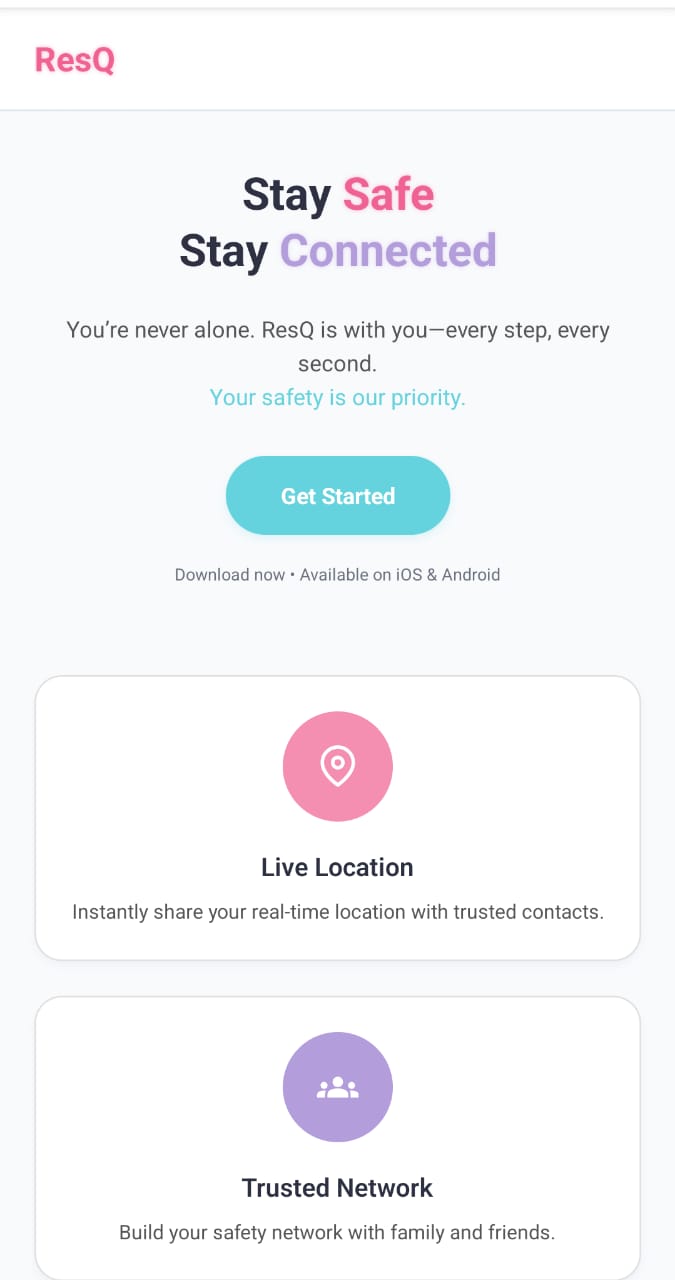 ResQ
Stay Safe
Stay Connected
You’re never alone. ResQ is with you—every step, every
second.
Your safety is our priority.
Get Started
Download now • Available on iOS & Android
Live Location
Instantly share your real-time location with trusted contacts.
Trusted Network
Build your safety network with family and friends.